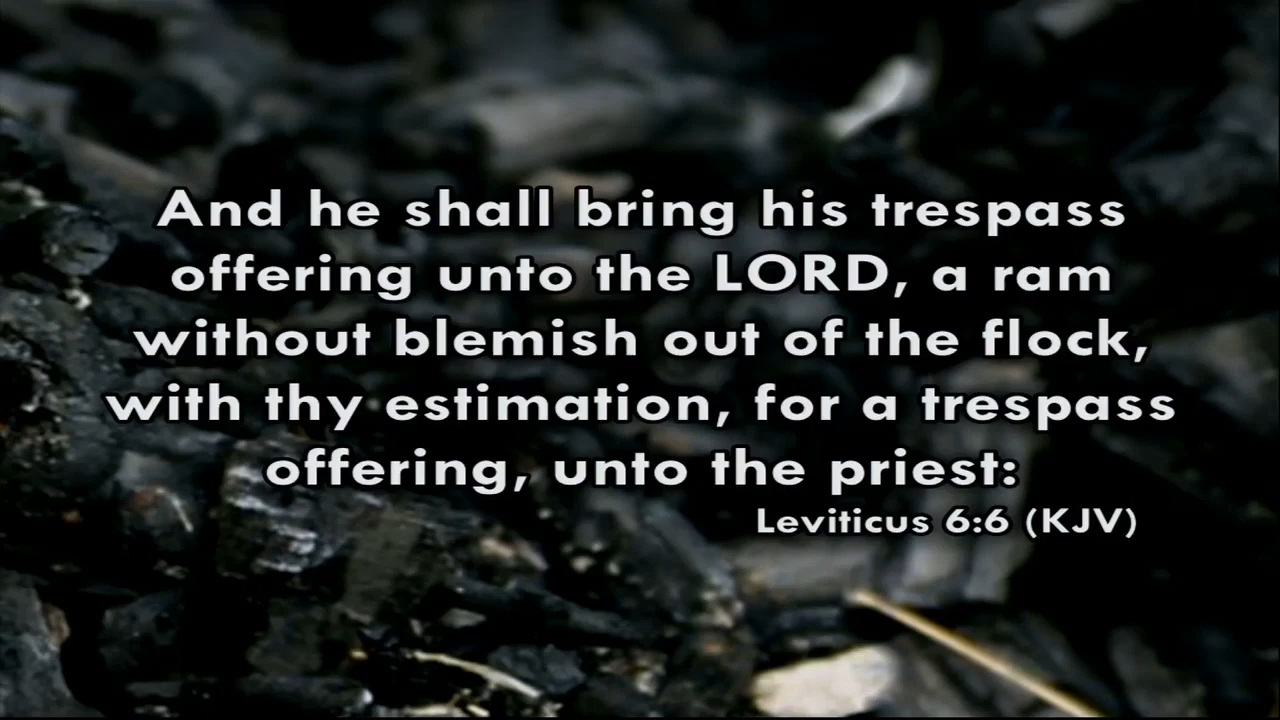 And he shall bring his trespass
offering unto the LORD, a ram
without blemish out of the flock,
with thy estimation, for a trespass
offering, unto the priest:
Leviticus 6:6 (KJV)